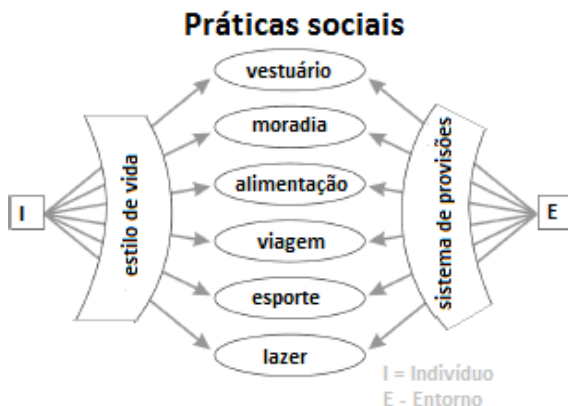 Práticas sociais
vestuário
moradia
alimentação
viagem
esporte
lazer
I
estilo de vida
sistema de provisões
E
I = Indivíduo
E - Entorno